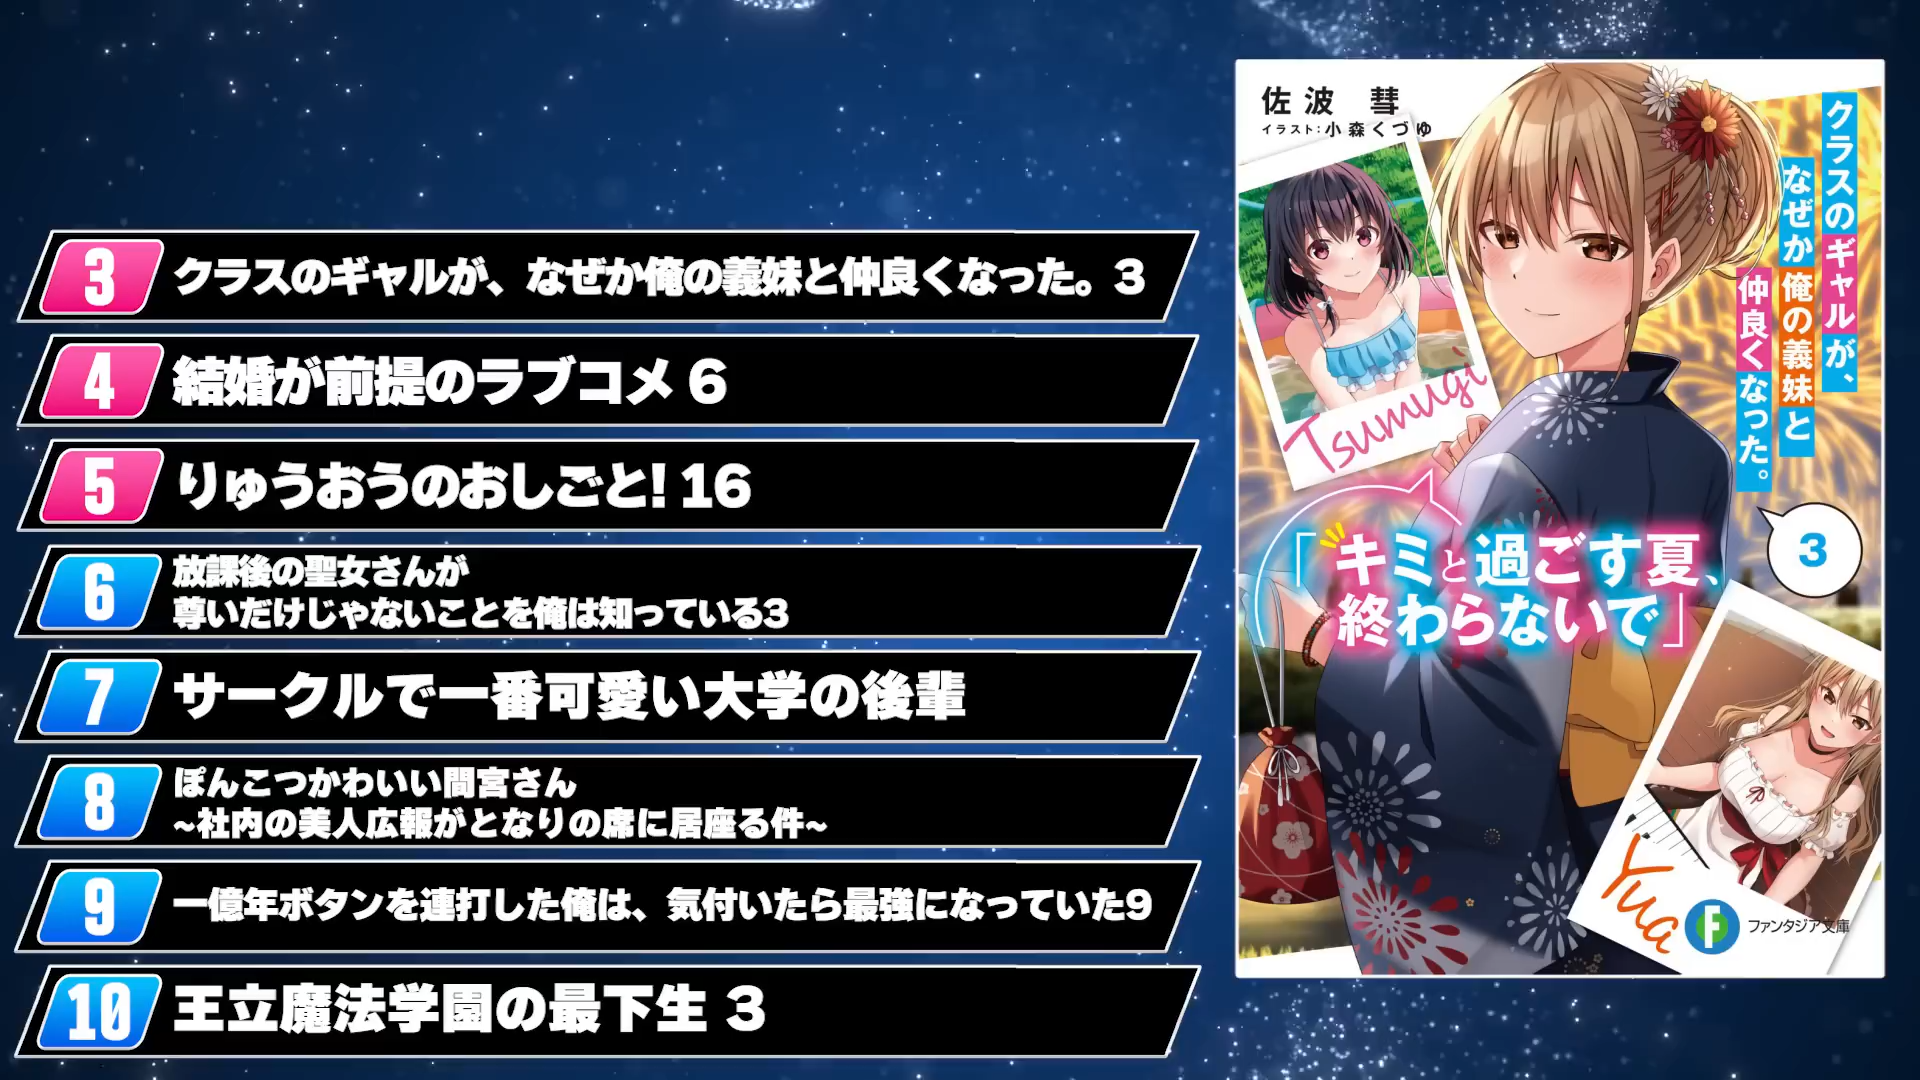 3
クラスのギャルが、なぜか俺の義妹と仲良くなった。3
4
結婚が前提のラブコメ 6
5
りゅうおうのおしごと! 16
6
放課後の聖女さんが
尊いだけじゃないことを俺は知っている3
7
サークルで一番可愛い大学の後輩
8
ぽんこつかわいい間宮さん
~社内の美人広報がとなりの席に居座る件~
9
一億年ボタンを連打した俺は、気付いたら最強になっていた9
10
王立魔法学園の最下生 3
佐波 彗
イラスト:小森くづゆ
クラスのギャルが、
なぜか俺の義妹と
仲良くなった。
3
Tsumugi
「キミと過ごす夏、
終わらないで」
Yua
F
ファンタジア文庫